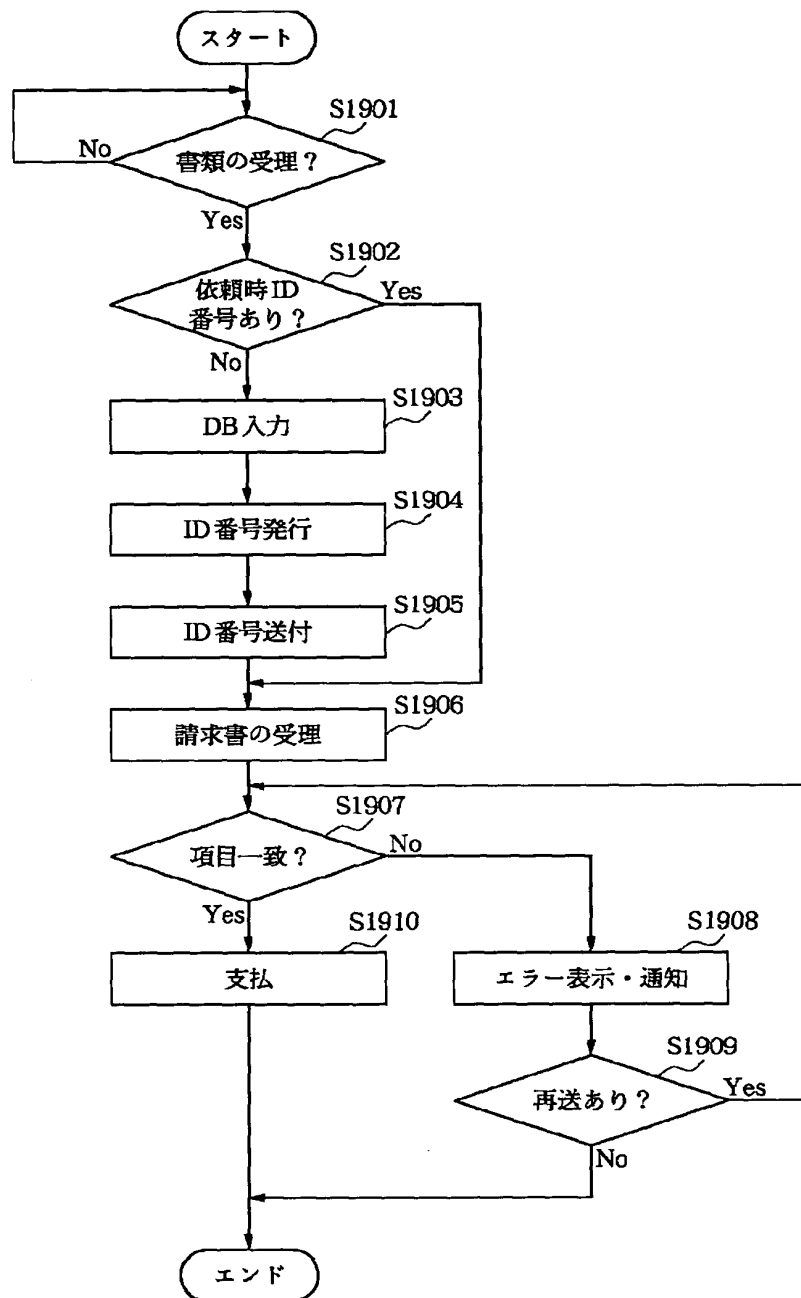 スタート
S1901
書類の受理？
No
Yes
S1902
依頼時ID
番号あり？
Yes
No
S1903
DB入力
S1904
ID番号発行
S1905
ID番号送付
S1906
請求書の受理
S1907
項目一致？
No
Yes
S1910
支払
S1908
エラー表示・通知
S1909
再送あり？
Yes
No
エンド